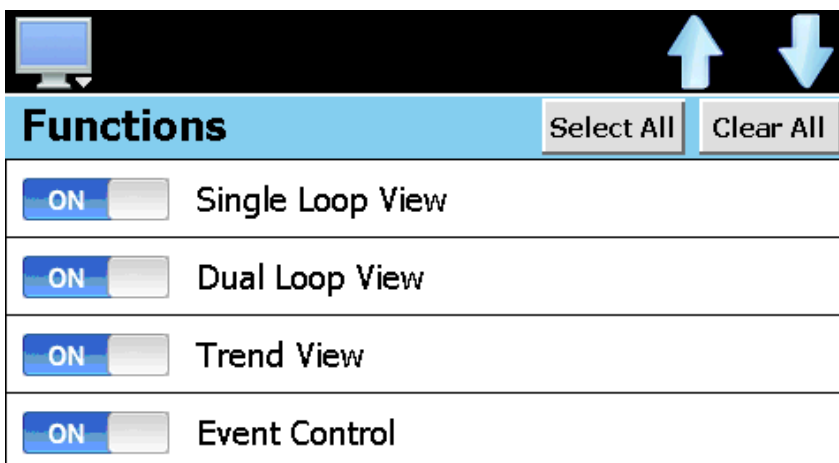 Functions Select All Clear All
ON Single Loop View
ON Dual Loop View
ON Trend View
ON Event Control